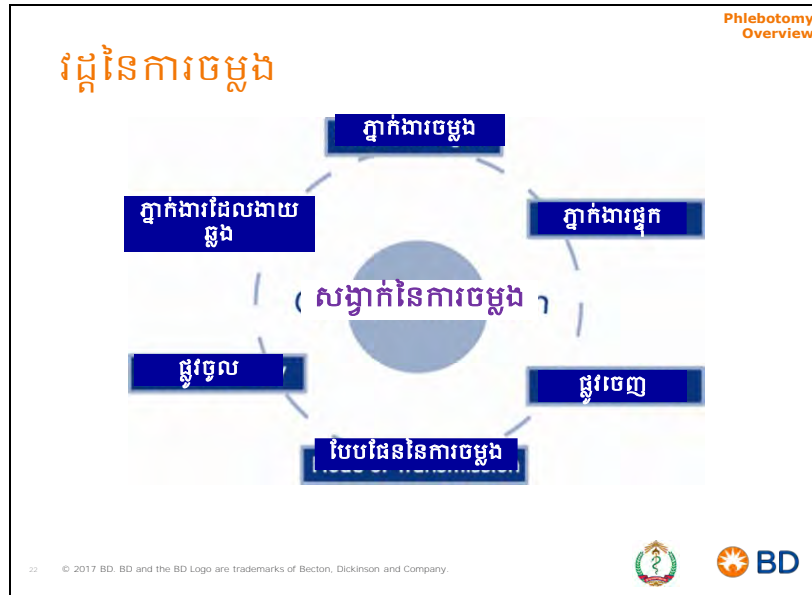 Phlebotomy
Overview
វដ្តនៃការចម្លង
ភ្នាក់ងារចម្លង
ភ្នាក់ងារដែលងាយ
ឆ្លង
ភ្នាក់ងារផ្ទុក
សង្វាក់នៃការចម្លង
ផ្លូវចូល
ផ្លូវចេញ
បែបផែននៃការចម្លង
22 © 2017 BD. BD and the BD Logo are trademarks of Becton, Dickinson and Company.
BD